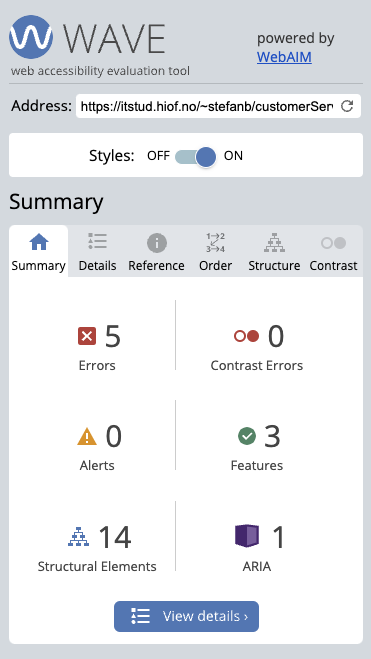 WAVE
web accessibility evaluation tool
powered by
WebAIM
Address: https://itstud.hiof.no/~stefanb/customerSer
Styles: OFF ON
Summary
1 2
3 4
Summary Details Reference Order Structure Contrast
5
Errors
0
Contrast Errors
0
Alerts
3
Features
14
Structural Elements
1
ARIA
View details ›